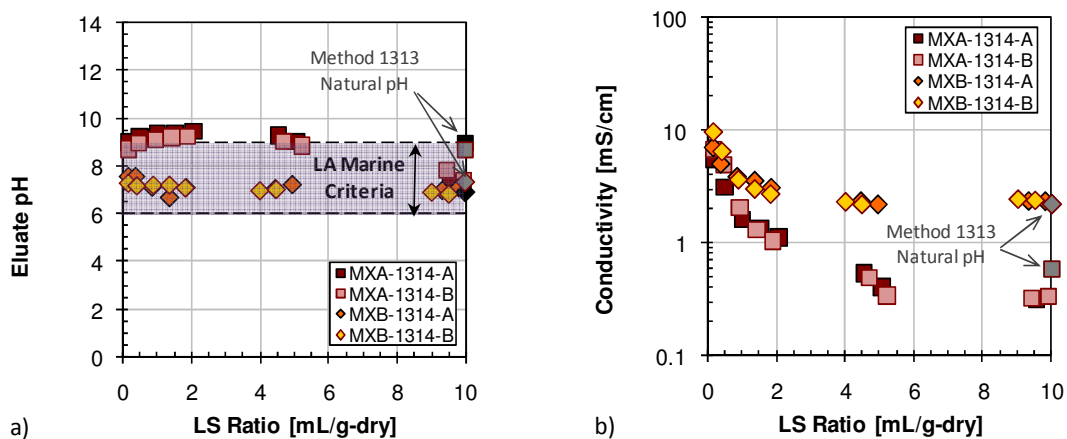 14
12
10
8
6
4
2
0
Eluate pH
Method 1313
Natural pH
LA Marine
Criteria
MXA-1314-A
MXA-1314-B
MXB-1314-A
MXB-1314-B
0 2 4 6 8 10
LS Ratio [mL/g-dry]
a)
100
10
1
0.1
Conductivity [mS/cm]
MXA-1314-A
MXA-1314-B
MXB-1314-A
MXB-1314-B
Method 1313
Natural pH
0 2 4 6 8 10
LS Ratio [mL/g-dry]
b)